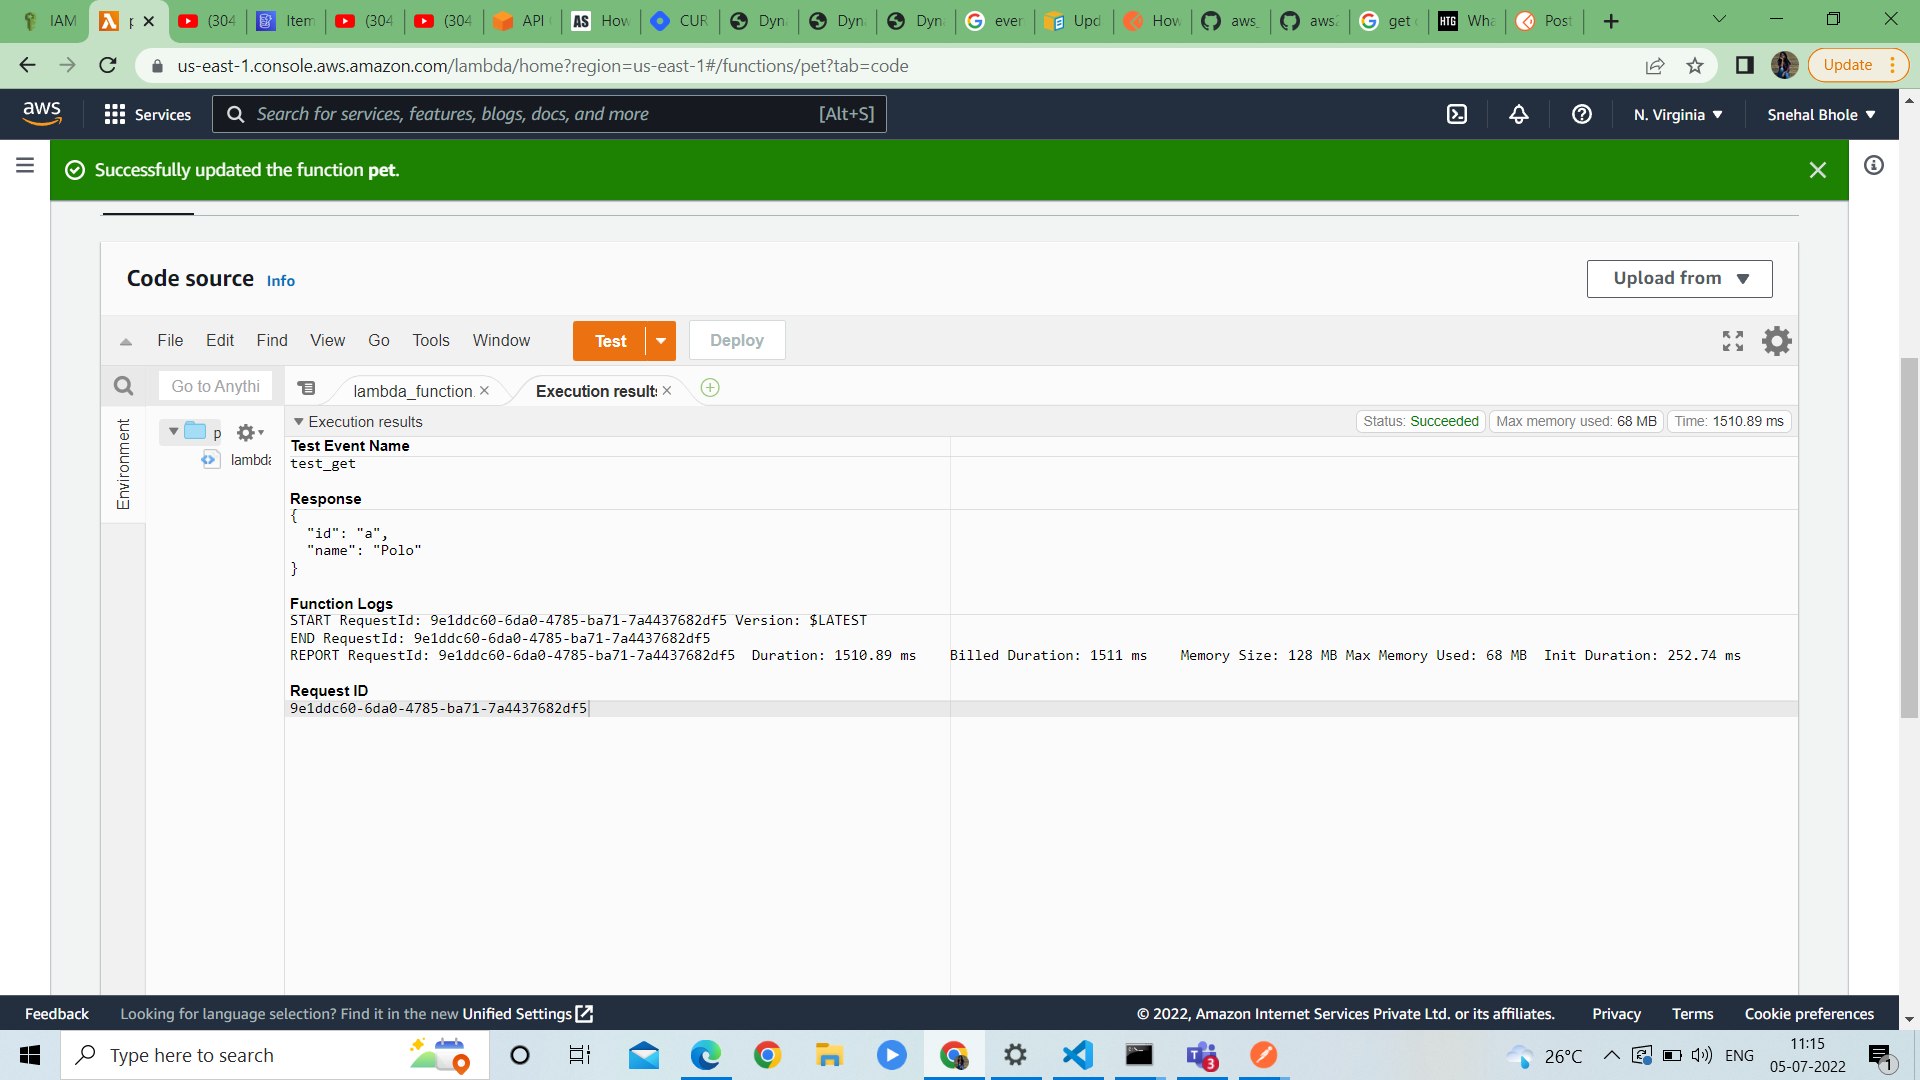 IAM
p
(304
Item
(304
(304
API
How
CUR
Dyn
Dyn
Dyn
ever
Upd
How
aws_
aws2
get
HTG
Wha
Post
us-east-1.console.aws.amazon.com/lambda/home?region=us-east-1#/functions/pet?tab=code
Update
aws
Services
Search for services, features, blogs, docs, and more
[Alt+S]
N. Virginia
Snehal Bhole
Successfully updated the function pet.
Code source
Info
Upload from
File
Edit
Find
View
Go
Tools
Window
Test
Deploy
Go to Anythi
lambda_function.
Execution results
Environment
p
lambda
Execution results
Status: Succeeded
Max memory used: 68 MB
Time: 1510.89 ms
Test Event Name
test_get
Response
{
"id": "a",
"name": "Polo"
}
Function Logs
START RequestId: 9e1ddc60-6da0-4785-ba71-7a4437682df5 Version: $LATEST
END RequestId: 9e1ddc60-6da0-4785-ba71-7a4437682df5
REPORT RequestId: 9e1ddc60-6da0-4785-ba71-7a4437682df5 Duration: 1510.89 ms Billed Duration: 1511 ms Memory Size: 128 MB Max Memory Used: 68 MB Init Duration: 252.74 ms
Request ID
9e1ddc60-6da0-4785-ba71-7a4437682df5
Feedback
Looking for language selection? Find it in the new Unified Settings
© 2022, Amazon Internet Services Private Ltd. or its affiliates.
Privacy
Terms
Cookie preferences
Type here to search
3
26°C
ENG
11:15
05-07-2022
1